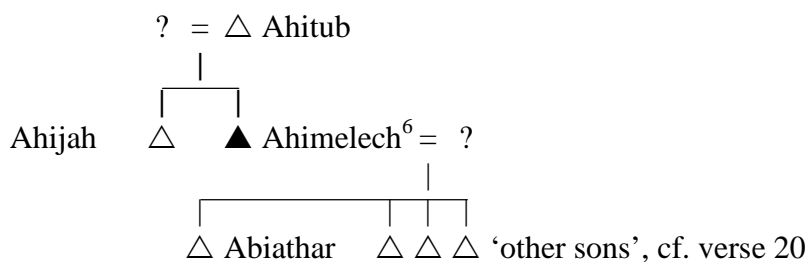 ? = △ Ahitub
Ahijah △ ▲ Ahimelech⁶ = ?
△ Abiathar △ △ △ ‘other sons’, cf. verse 20